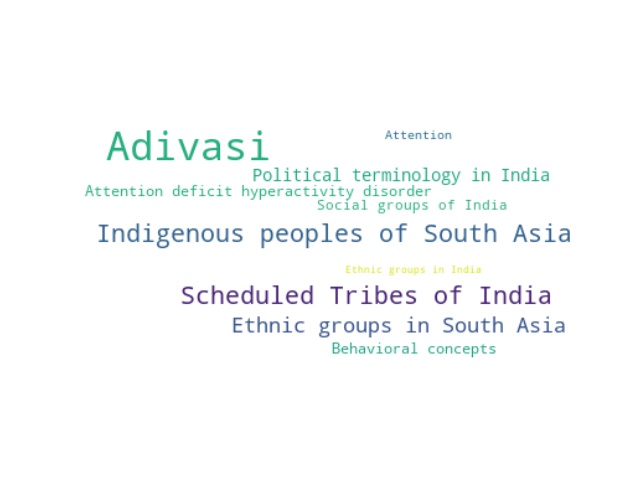 Adivasi
Attention
Political terminology in India
Attention deficit hyperactivity disorder
Social groups of India
Indigenous peoples of South Asia
Ethnic groups in India
Scheduled Tribes of India
Ethnic groups in South Asia
Behavioral concepts